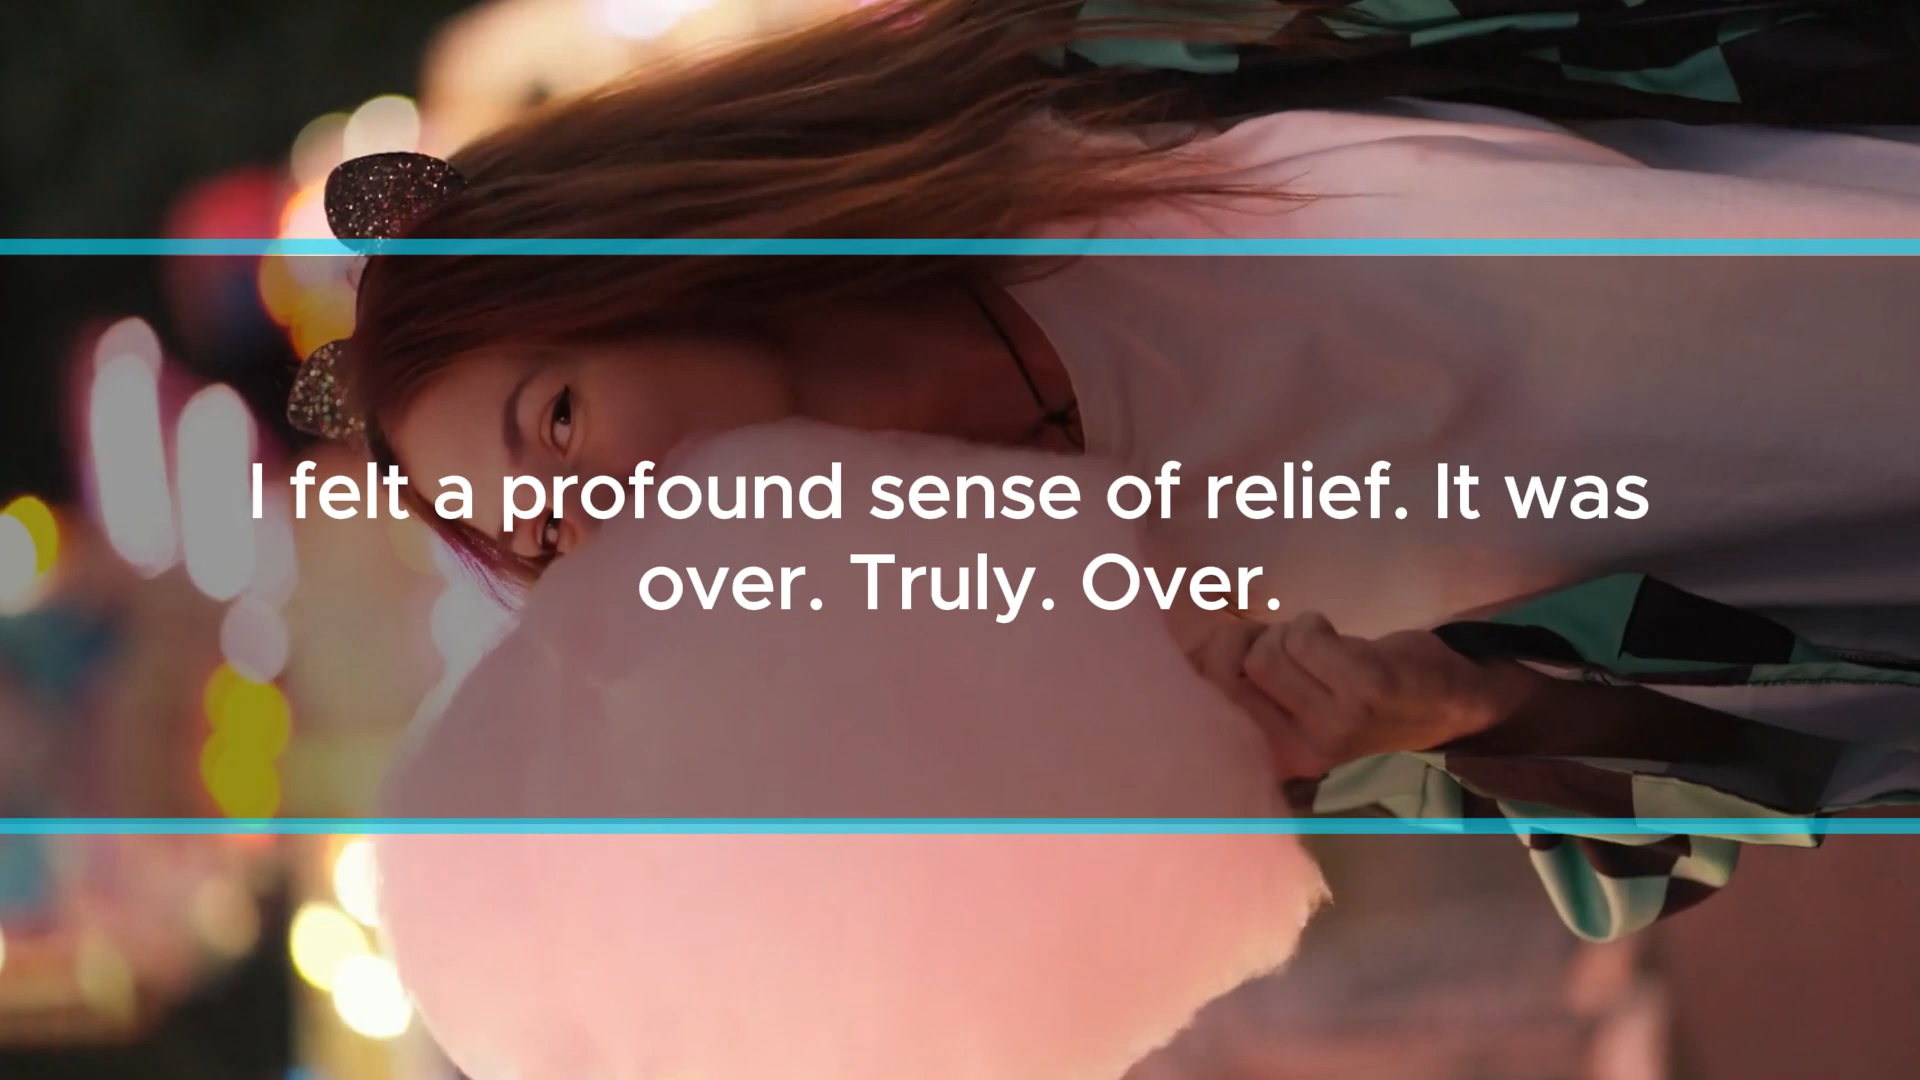 I felt a profound sense of relief. It was
over. Truly. Over.